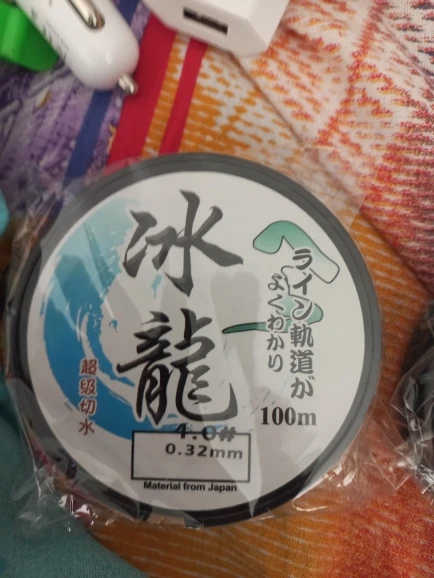 冰龍
ライン軌道が
よくわかり
超级切水
100m
4.0#
0.32mm
Material from Japan